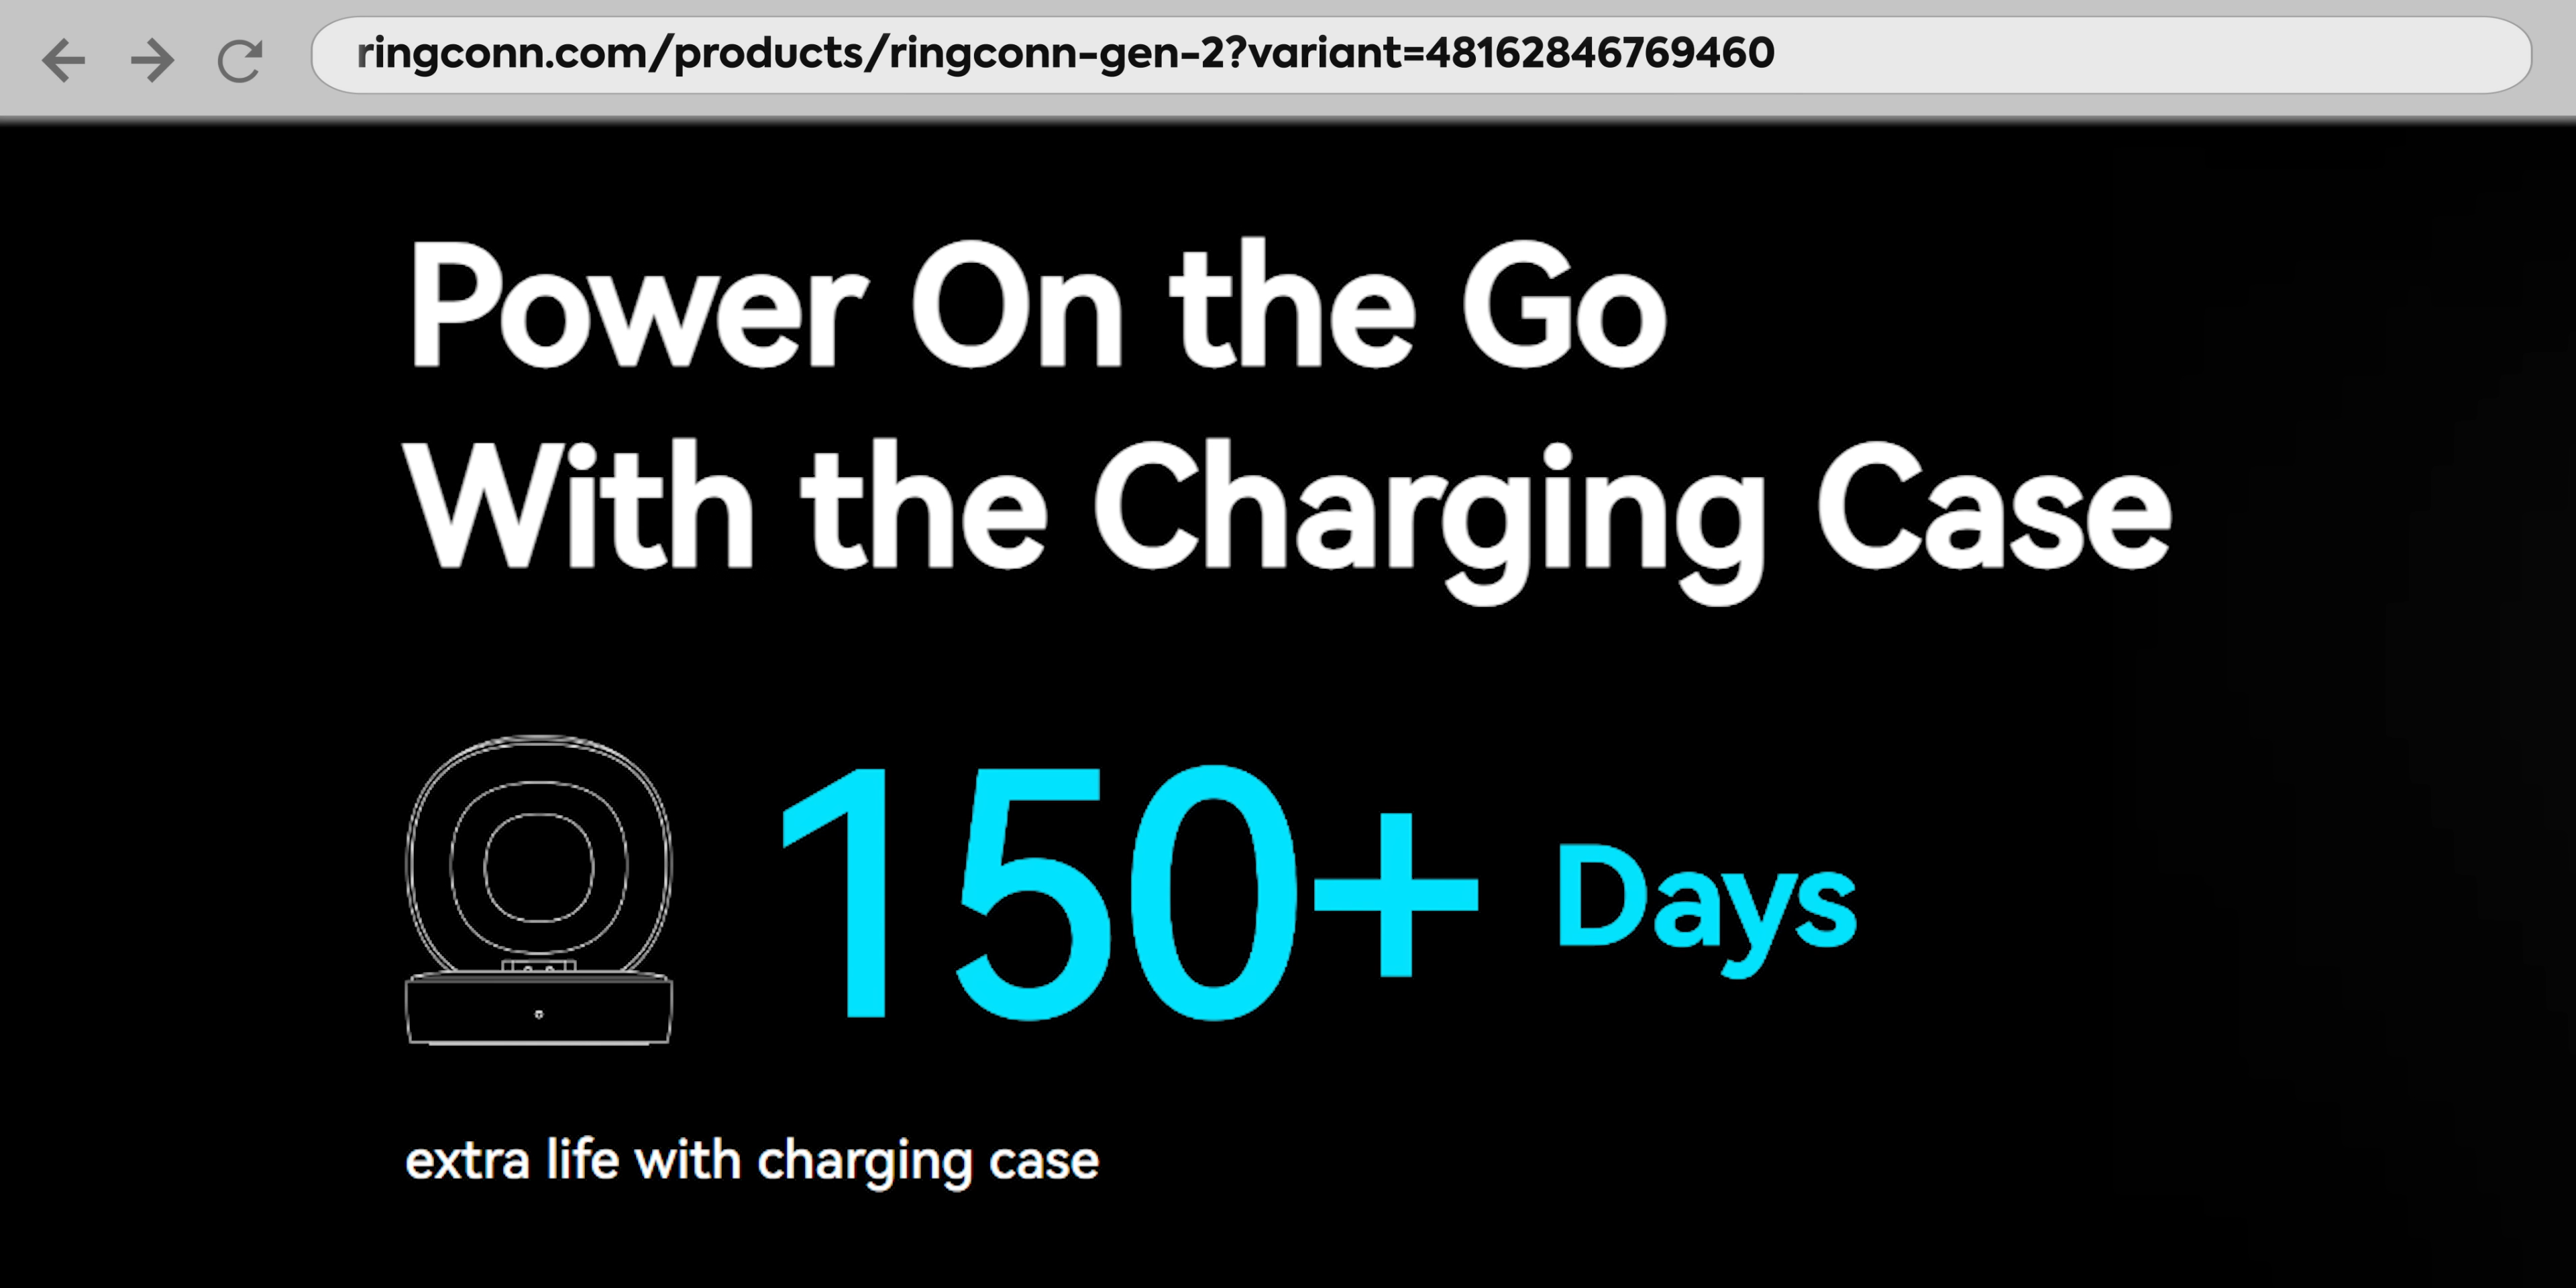 ringconn.com/products/ringconn-gen-2?variant=48162846769460
Power On the Go
With the Charging Case
150+ Days
extra life with charging case